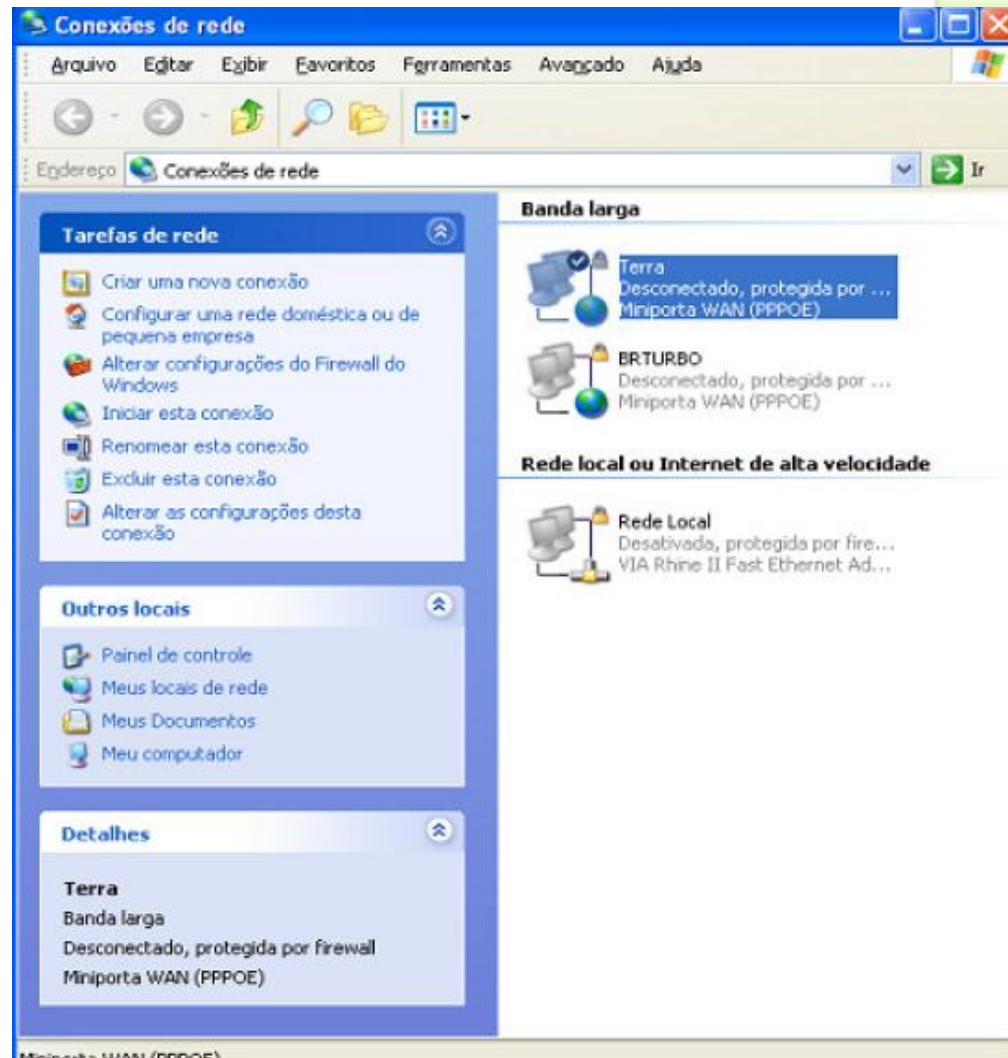 Conexões de rede
Arquivo Editar Exibir Favoritos Ferramentas Avançado Ajuda
Endereço Conexões de rede Ir
Tarefas de rede
Criar uma nova conexão
Configurar uma rede doméstica ou de
pequena empresa
Alterar configurações do Firewall do
Windows
Iniciar esta conexão
Renomear esta conexão
Excluir esta conexão
Alterar as configurações desta
conexão
Outros locais
Painel de controle
Meus locais de rede
Meus Documentos
Meu computador
Detalhes
Terra
Banda larga
Desconectado, protegida por firewall
Miniporta WAN (PPPOE)
Banda larga
Terra
Desconectado, protegida por ...
Miniporta WAN (PPPOE)
BRTURBO
Desconectado, protegida por ...
Miniporta WAN (PPPOE)
Rede local ou Internet de alta velocidade
Rede Local
Desativada, protegida por fire...
VIA Rhine II Fast Ethernet Ad...
Miniporta WAN (PPPOE)